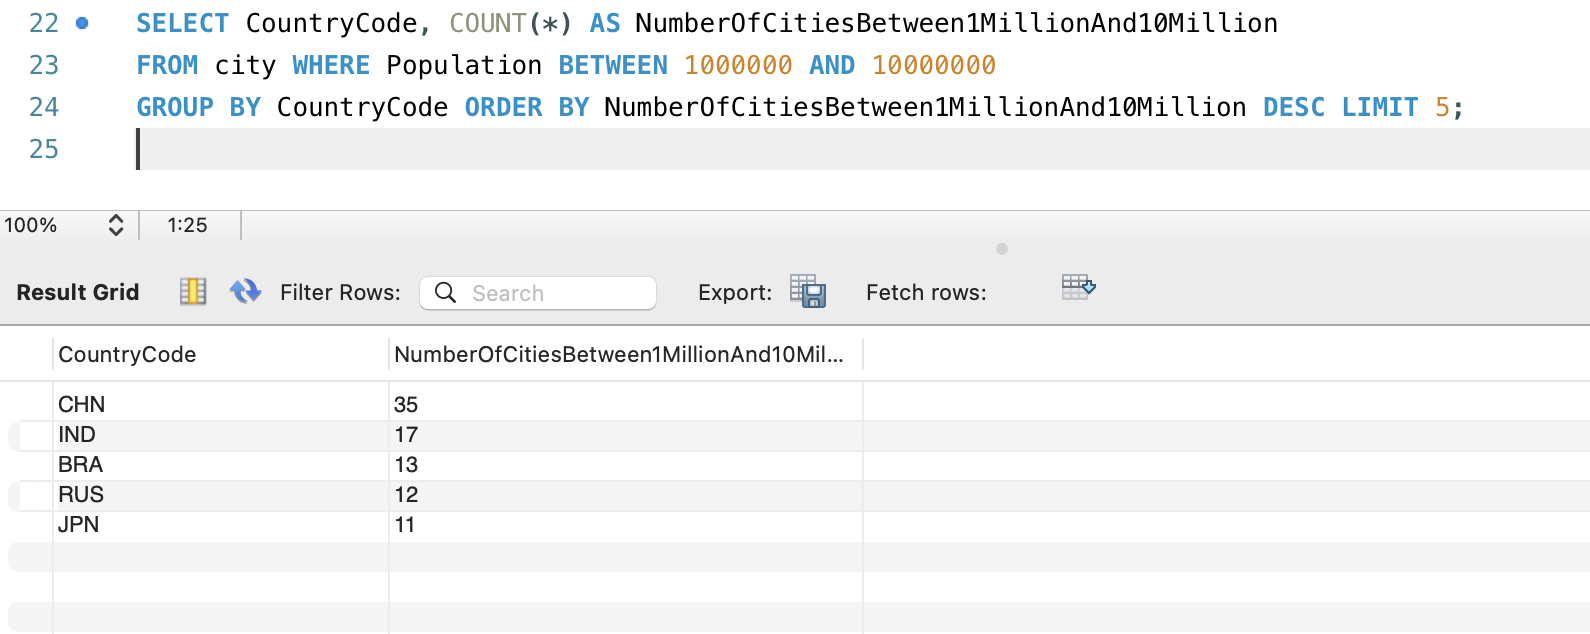 22 SELECT CountryCode, COUNT(*) AS NumberOfCitiesBetween1MillionAnd10Million
23 FROM city WHERE Population BETWEEN 1000000 AND 10000000
24 GROUP BY CountryCode ORDER BY NumberOfCitiesBetween1MillionAnd10Million DESC LIMIT 5;
25
100% 1:25
Result Grid Filter Rows: Search Export: Fetch rows:
CountryCode NumberOfCitiesBetween1MillionAnd10Mil...
CHN 35
IND 17
BRA 13
RUS 12
JPN 11